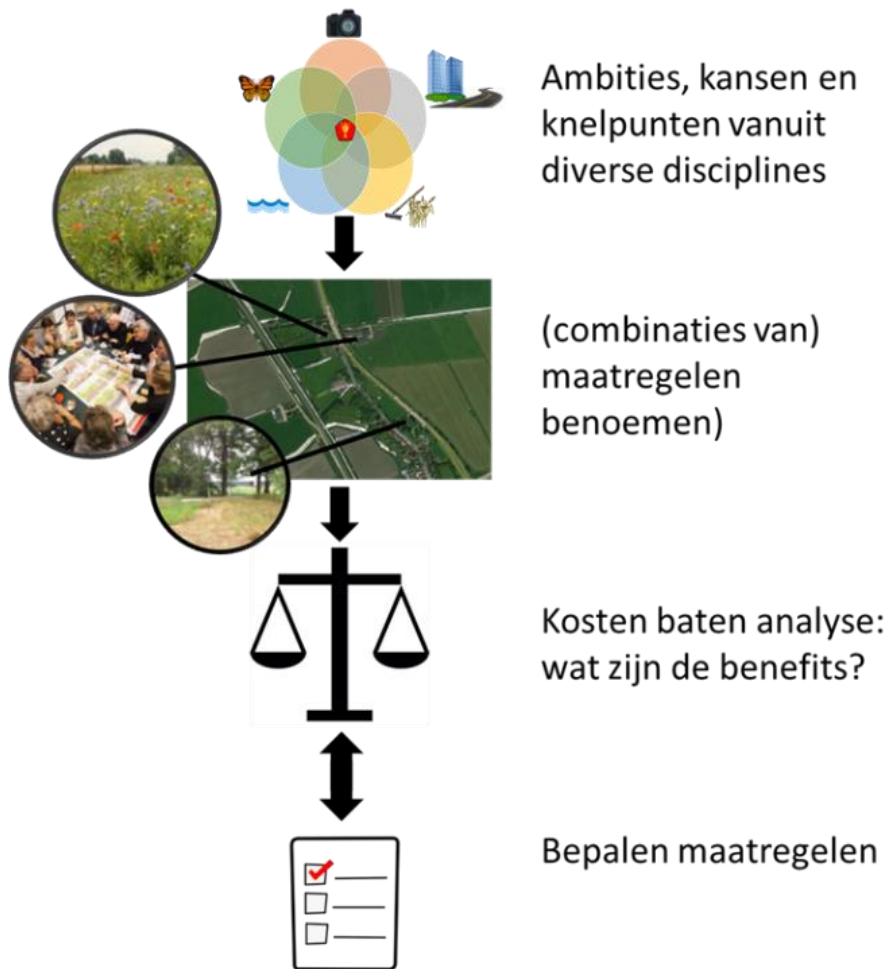 Ambities, kansen en
knelpunten vanuit
diverse disciplines
(combinaties van)
maatregelen
benoemen)
Kosten baten analyse:
wat zijn de benefits?
Bepalen maatregelen